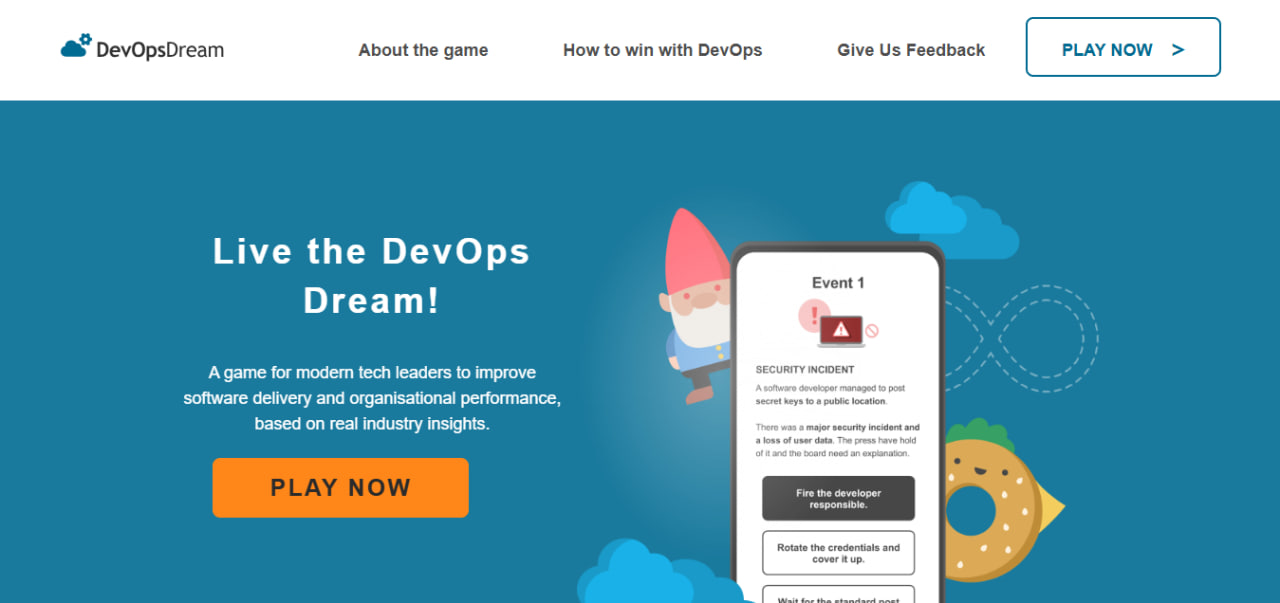 DevOpsDream
About the game
How to win with DevOps
Give Us Feedback
PLAY NOW >
Live the DevOps
Dream!
A game for modern tech leaders to improve
software delivery and organisational performance,
based on real industry insights.
PLAY NOW
Event 1
!
SECURITY INCIDENT
A software developer managed to post
secret keys to a public location.
There was a major security incident and
a loss of user data. The press have hold
of it and the board need an explanation.
Fire the developer
responsible.
Rotate the credentials and
cover it up.
Wait for the standard post